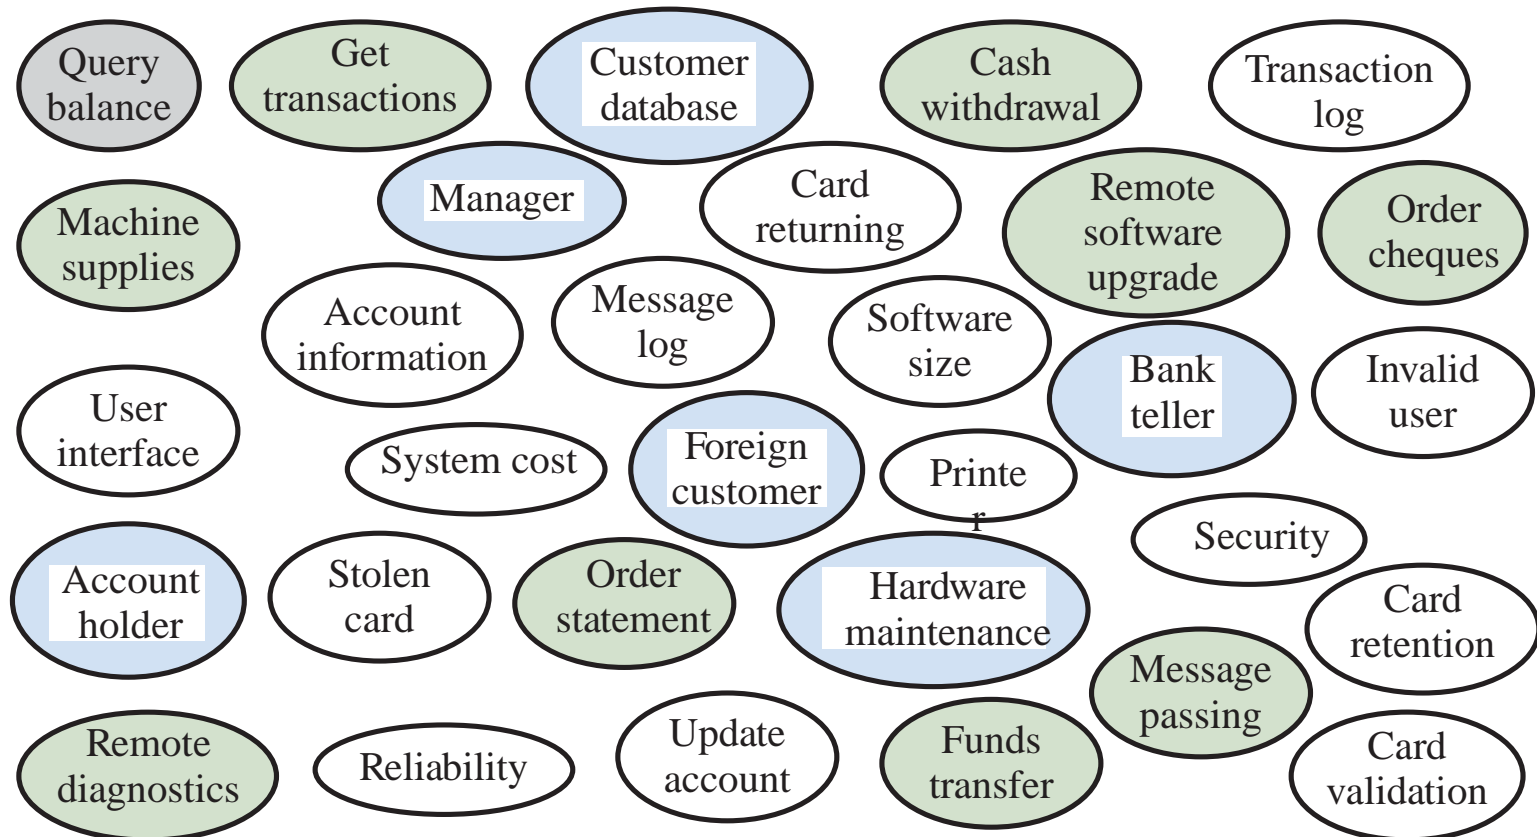 Query
balance
Get
transactions
Customer
database
Cash
withdrawal
Transaction
log
Manager
Card
returning
Remote
software
upgrade
Order
cheques
Machine
supplies
Account
information
Message
log
Software
size
Bank
teller
Invalid
user
User
interface
System cost
Foreign
customer
Printe
r
Security
Account
holder
Stolen
card
Order
statement
Hardware
maintenance
Card
retention
Message
passing
Remote
diagnostics
Reliability
Update
account
Funds
transfer
Card
validation